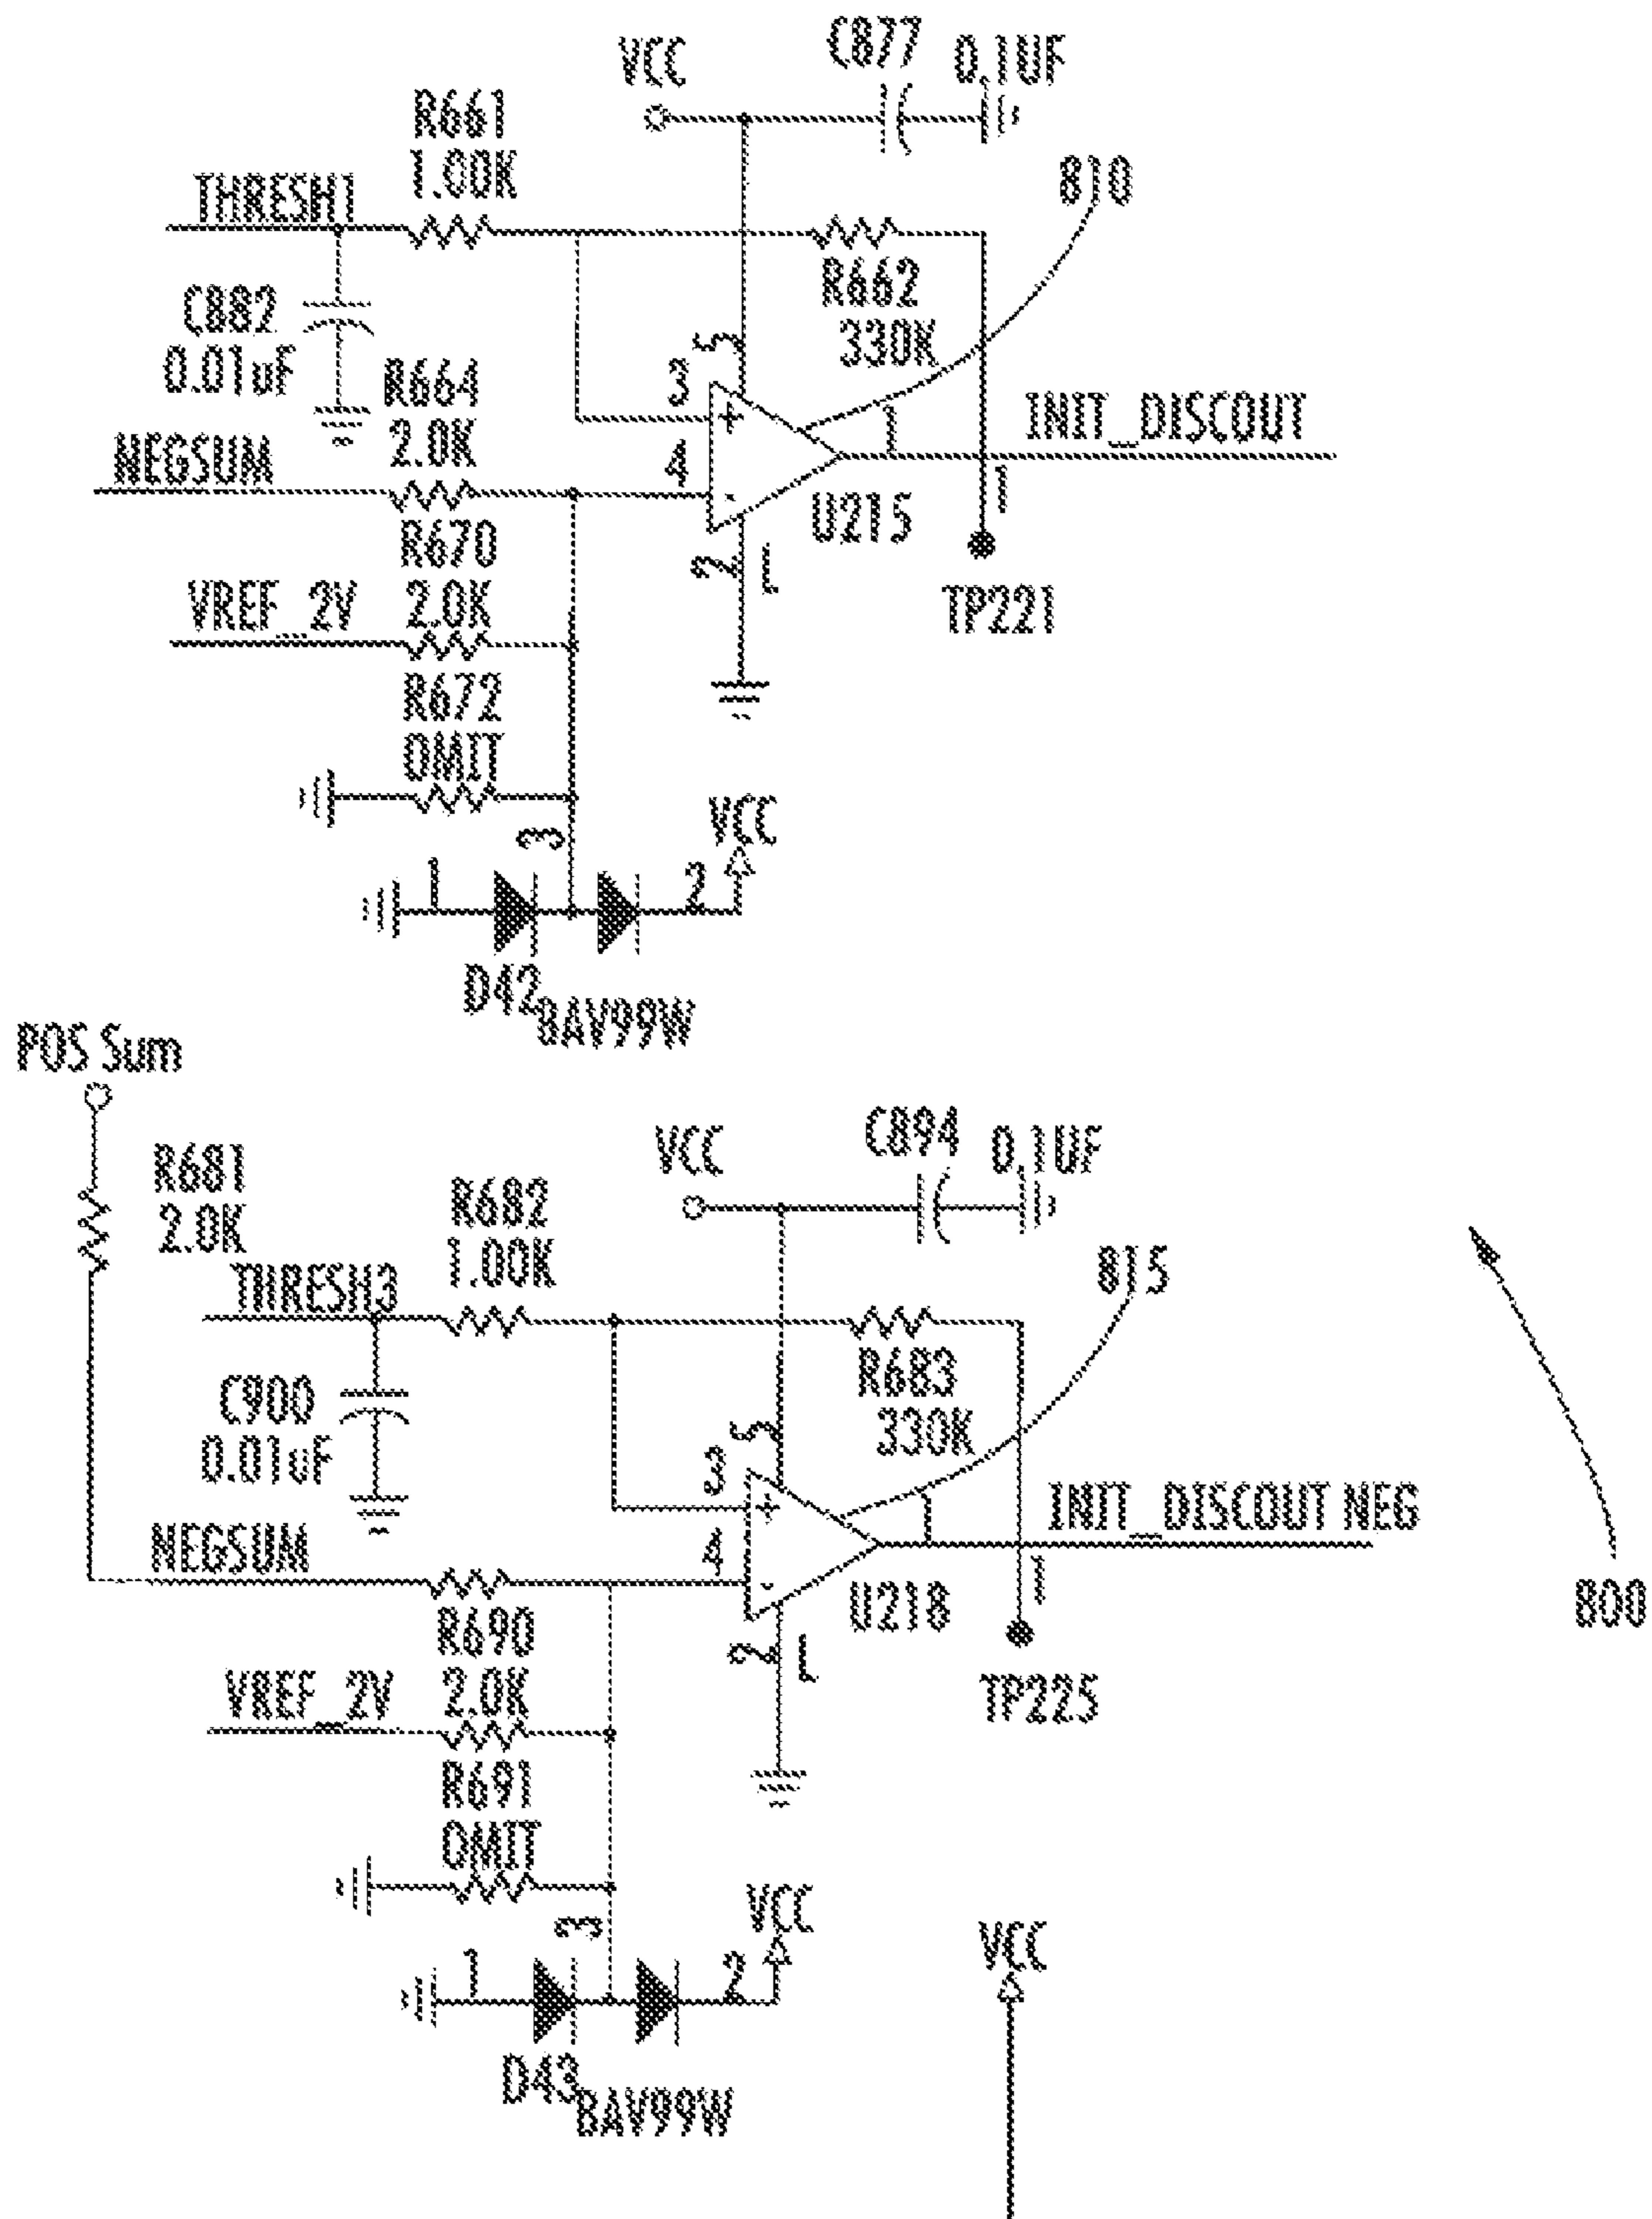 VCC
C877
0.1UF
R661
1.00K
810
THRESH1
R662
330K
C882
0.01uF
R664
2.0K
5
3
4
1
INIT_DISCOUT
NEGSUM
R670
2.0K
U215
1
2
VREF_2V
TP221
R672
OMIT
3
VCC
1
2
D42
BAV99W
POS Sum
VCC
C894
0.1UF
R681
2.0K
R682
1.00K
815
THRESH3
R683
330K
C900
0.01uF
5
3
4
1
INIT_DISCOUT NEG
NEGSUM
R690
2.0K
U218
1
800
2
VREF_2V
TP225
R691
OMIT
3
VCC
VCC
1
2
D43
BAV99W